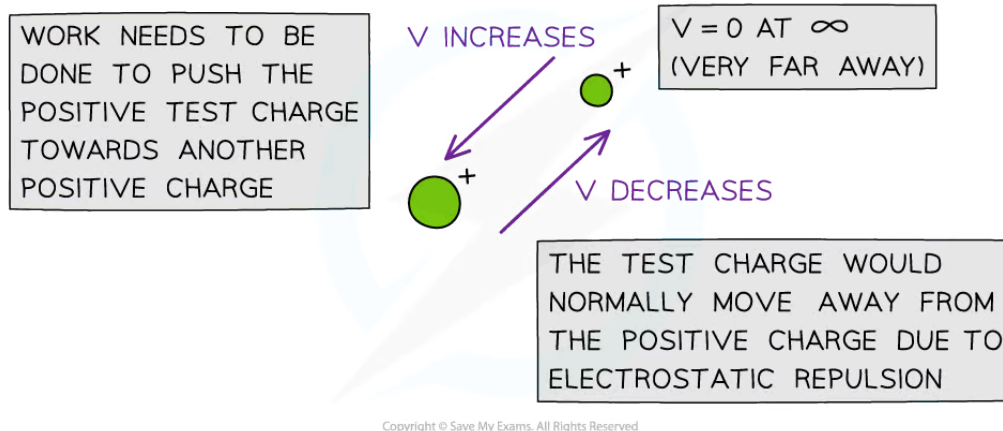 WORK NEEDS TO BE
DONE TO PUSH THE
POSITIVE TEST CHARGE
TOWARDS ANOTHER
POSITIVE CHARGE
V INCREASES
+
V = 0 AT ∞
(VERY FAR AWAY)
+
V DECREASES
THE TEST CHARGE WOULD
NORMALLY MOVE AWAY FROM
THE POSITIVE CHARGE DUE TO
ELECTROSTATIC REPULSION
Copyright © Save My Exams. All Rights Reserved